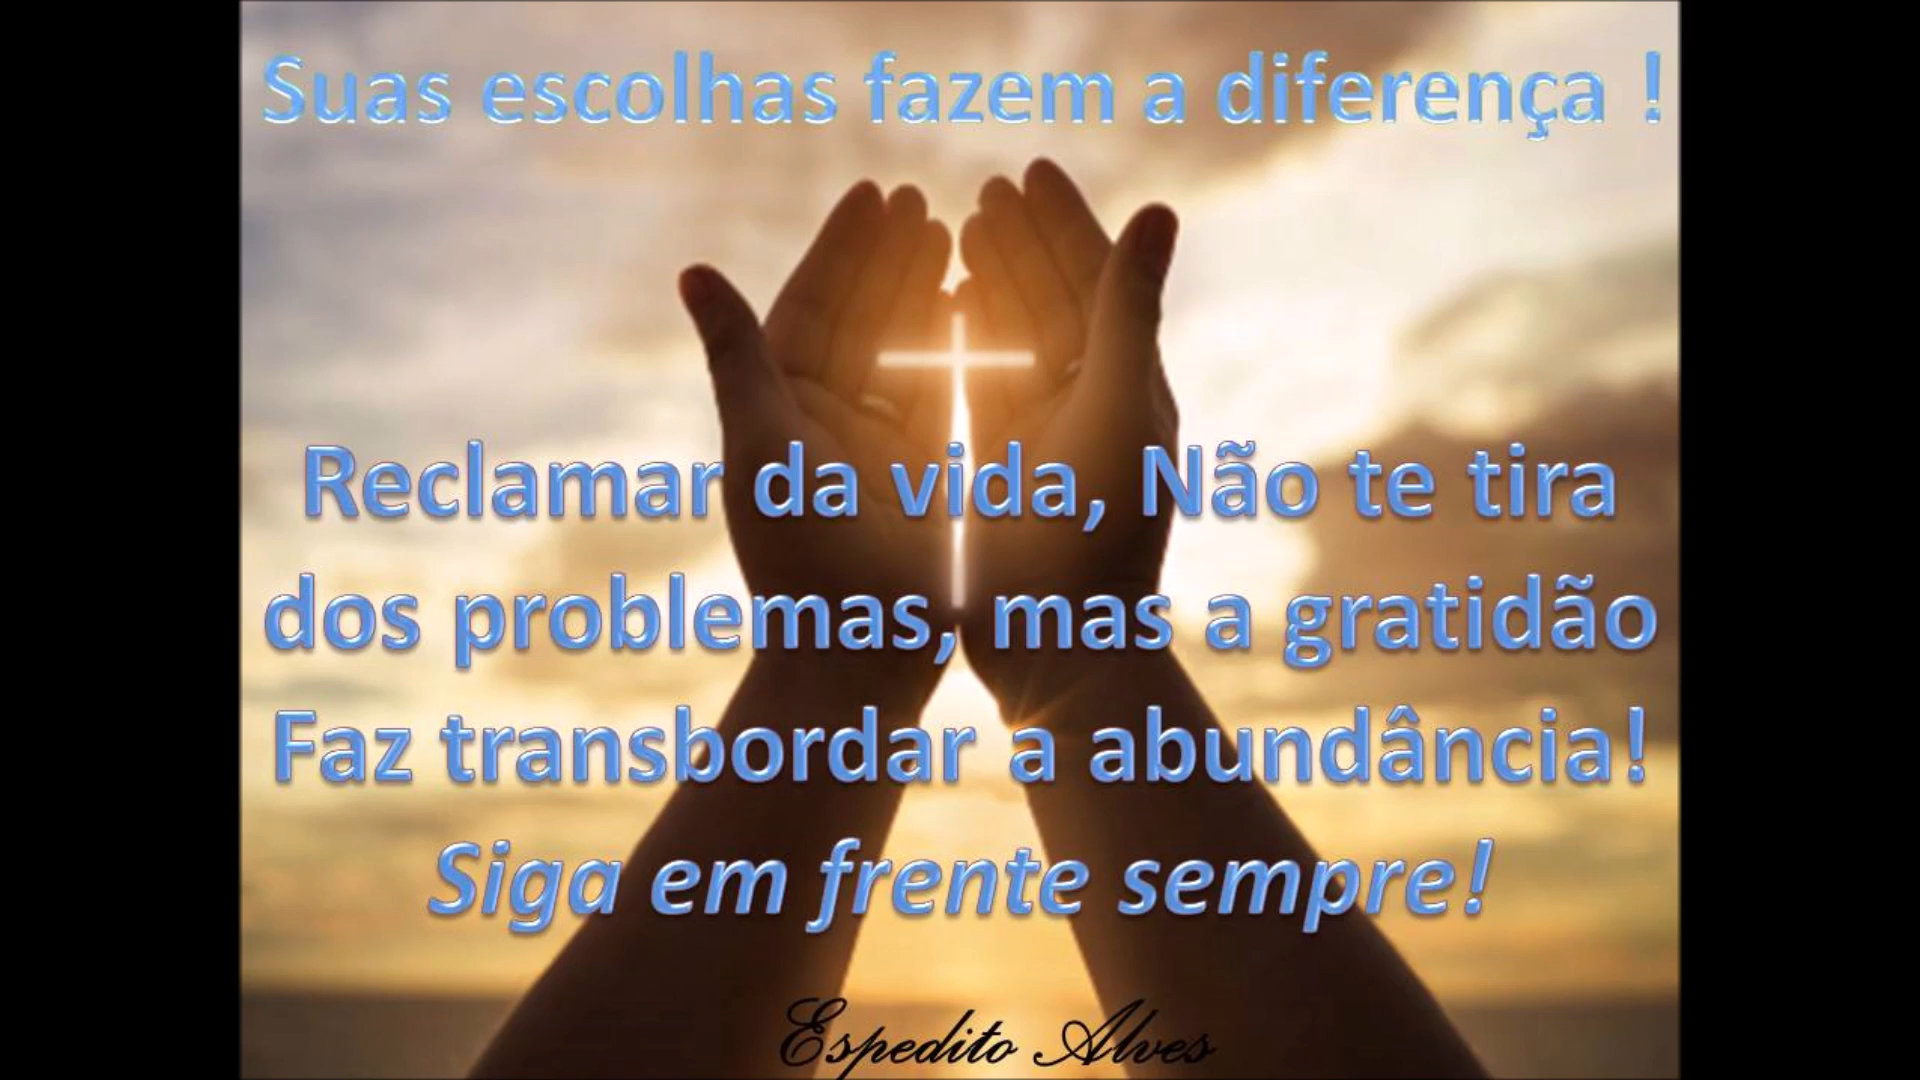 Suas escolhas fazem a diferença !
Reclamar da vida, Não te tira
dos problemas, mas a gratidão
Faz transbordar a abundância!
Siga em frente sempre!
Espedito Alves